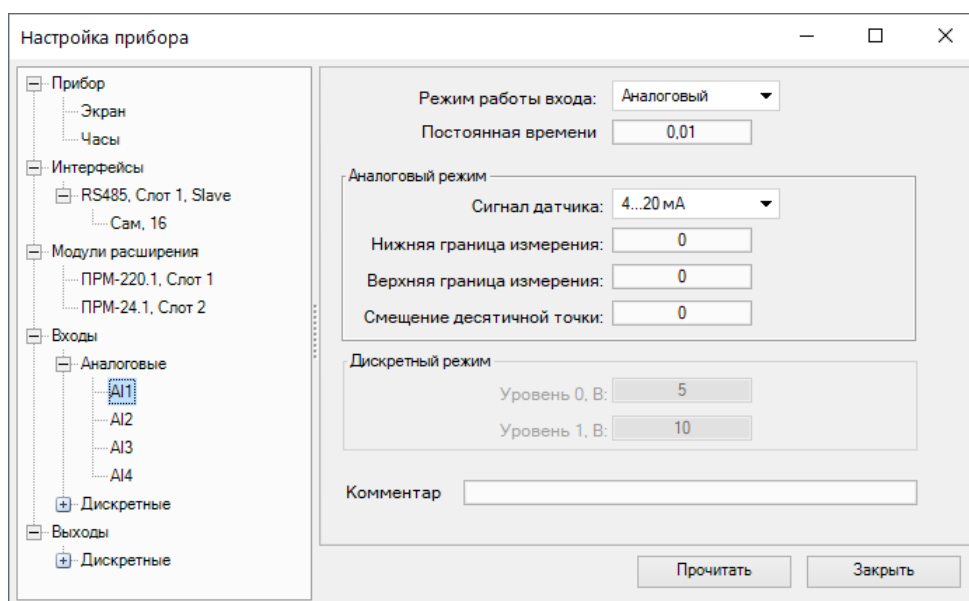 Настройка прибора
Прибор
Экран
Часы
Интерфейсы
RS485, Слот 1, Slave
Сам, 16
Модули расширения
ПРМ-220.1, Слот 1
ПРМ-24.1, Слот 2
Входы
Аналоговые
AI1
AI2
AI3
AI4
Дискретные
Выходы
Дискретные
Режим работы входа: Аналоговый
Постоянная времени 0,01
Аналоговый режим
Сигнал датчика: 4...20 мА
Нижняя граница измерения: 0
Верхняя граница измерения: 0
Смещение десятичной точки: 0
Дискретный режим
Уровень 0, В: 5
Уровень 1, В: 10
Комментар
Прочитать Закрыть